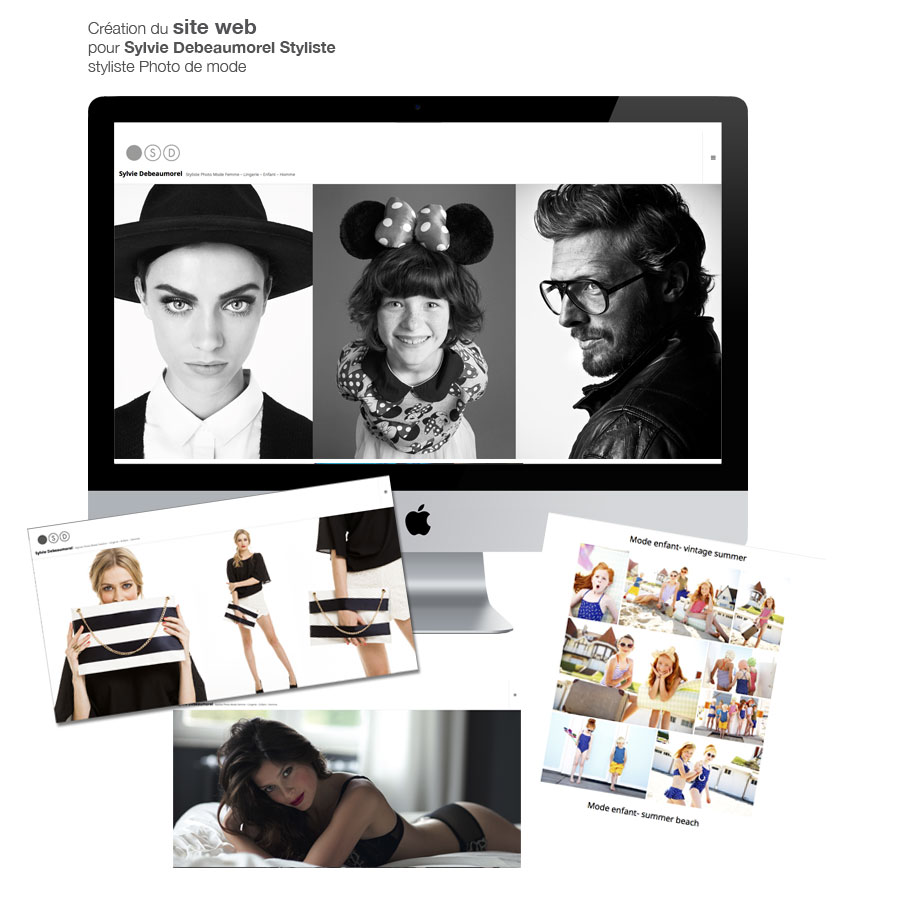 Création du site web
pour Sylvie Debeaumorel Styliste
styliste Photo de mode
S D
Sylvie Debeaumorel Styliste Photo Mode Femme - Lingerie - Enfant - Homme
S D
Sylvie Debeaumorel
Mode enfant- vintage summer
Mode enfant- summer beach